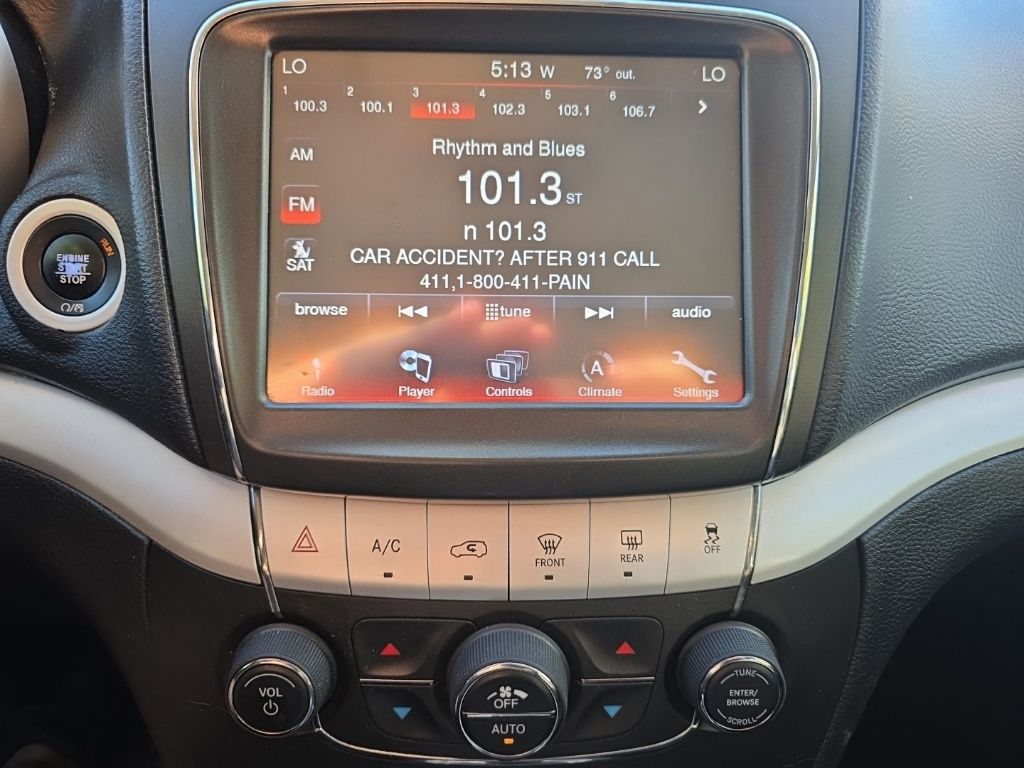 LO 5:13 W 73° out. LO
1 100.3 2 100.1 3 101.3 4 102.3 5 103.1 6 106.7
AM
Rhythm and Blues
FM
101.3 ST
n 101.3
SAT
CAR ACCIDENT? AFTER 911 CALL
411,1-800-411-PAIN
browse tune audio
Radio Player Controls A Climate Settings
RUN
ENGINE
START
STOP
A/C
FRONT
REAR
OFF
VOL
OFF
AUTO
TUNE
ENTER/
BROWSE
SCROLL